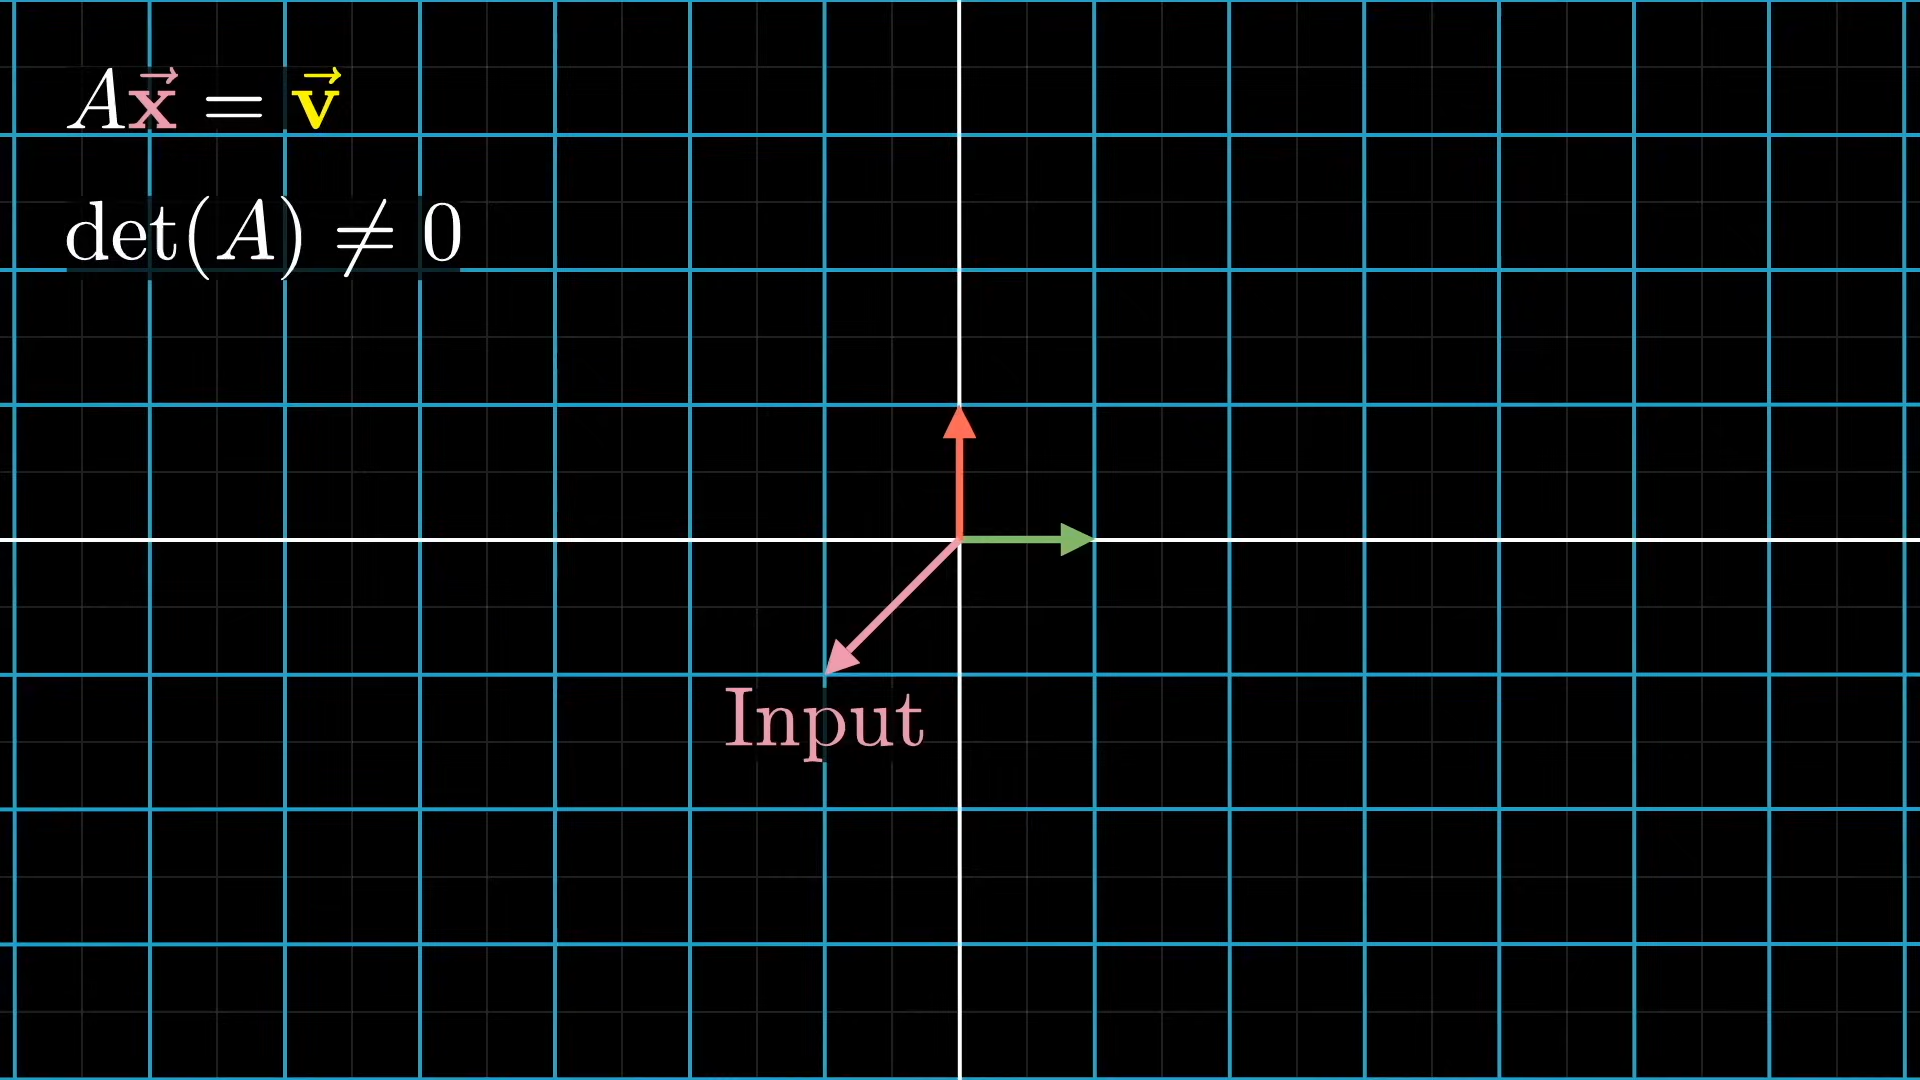 A𝐱⃗ = 𝐯⃗
det(A) ≠ 0
Input